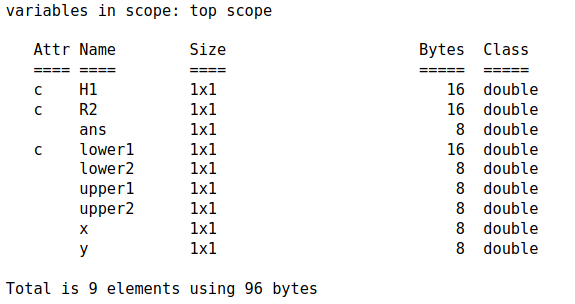 variables in scope: top scope
Attr Name Size Bytes Class
==== ==== ==== ===== =====
c H1 1x1 16 double
c R2 1x1 16 double
ans 1x1 8 double
c lower1 1x1 16 double
lower2 1x1 8 double
upper1 1x1 8 double
upper2 1x1 8 double
x 1x1 8 double
y 1x1 8 double
Total is 9 elements using 96 bytes